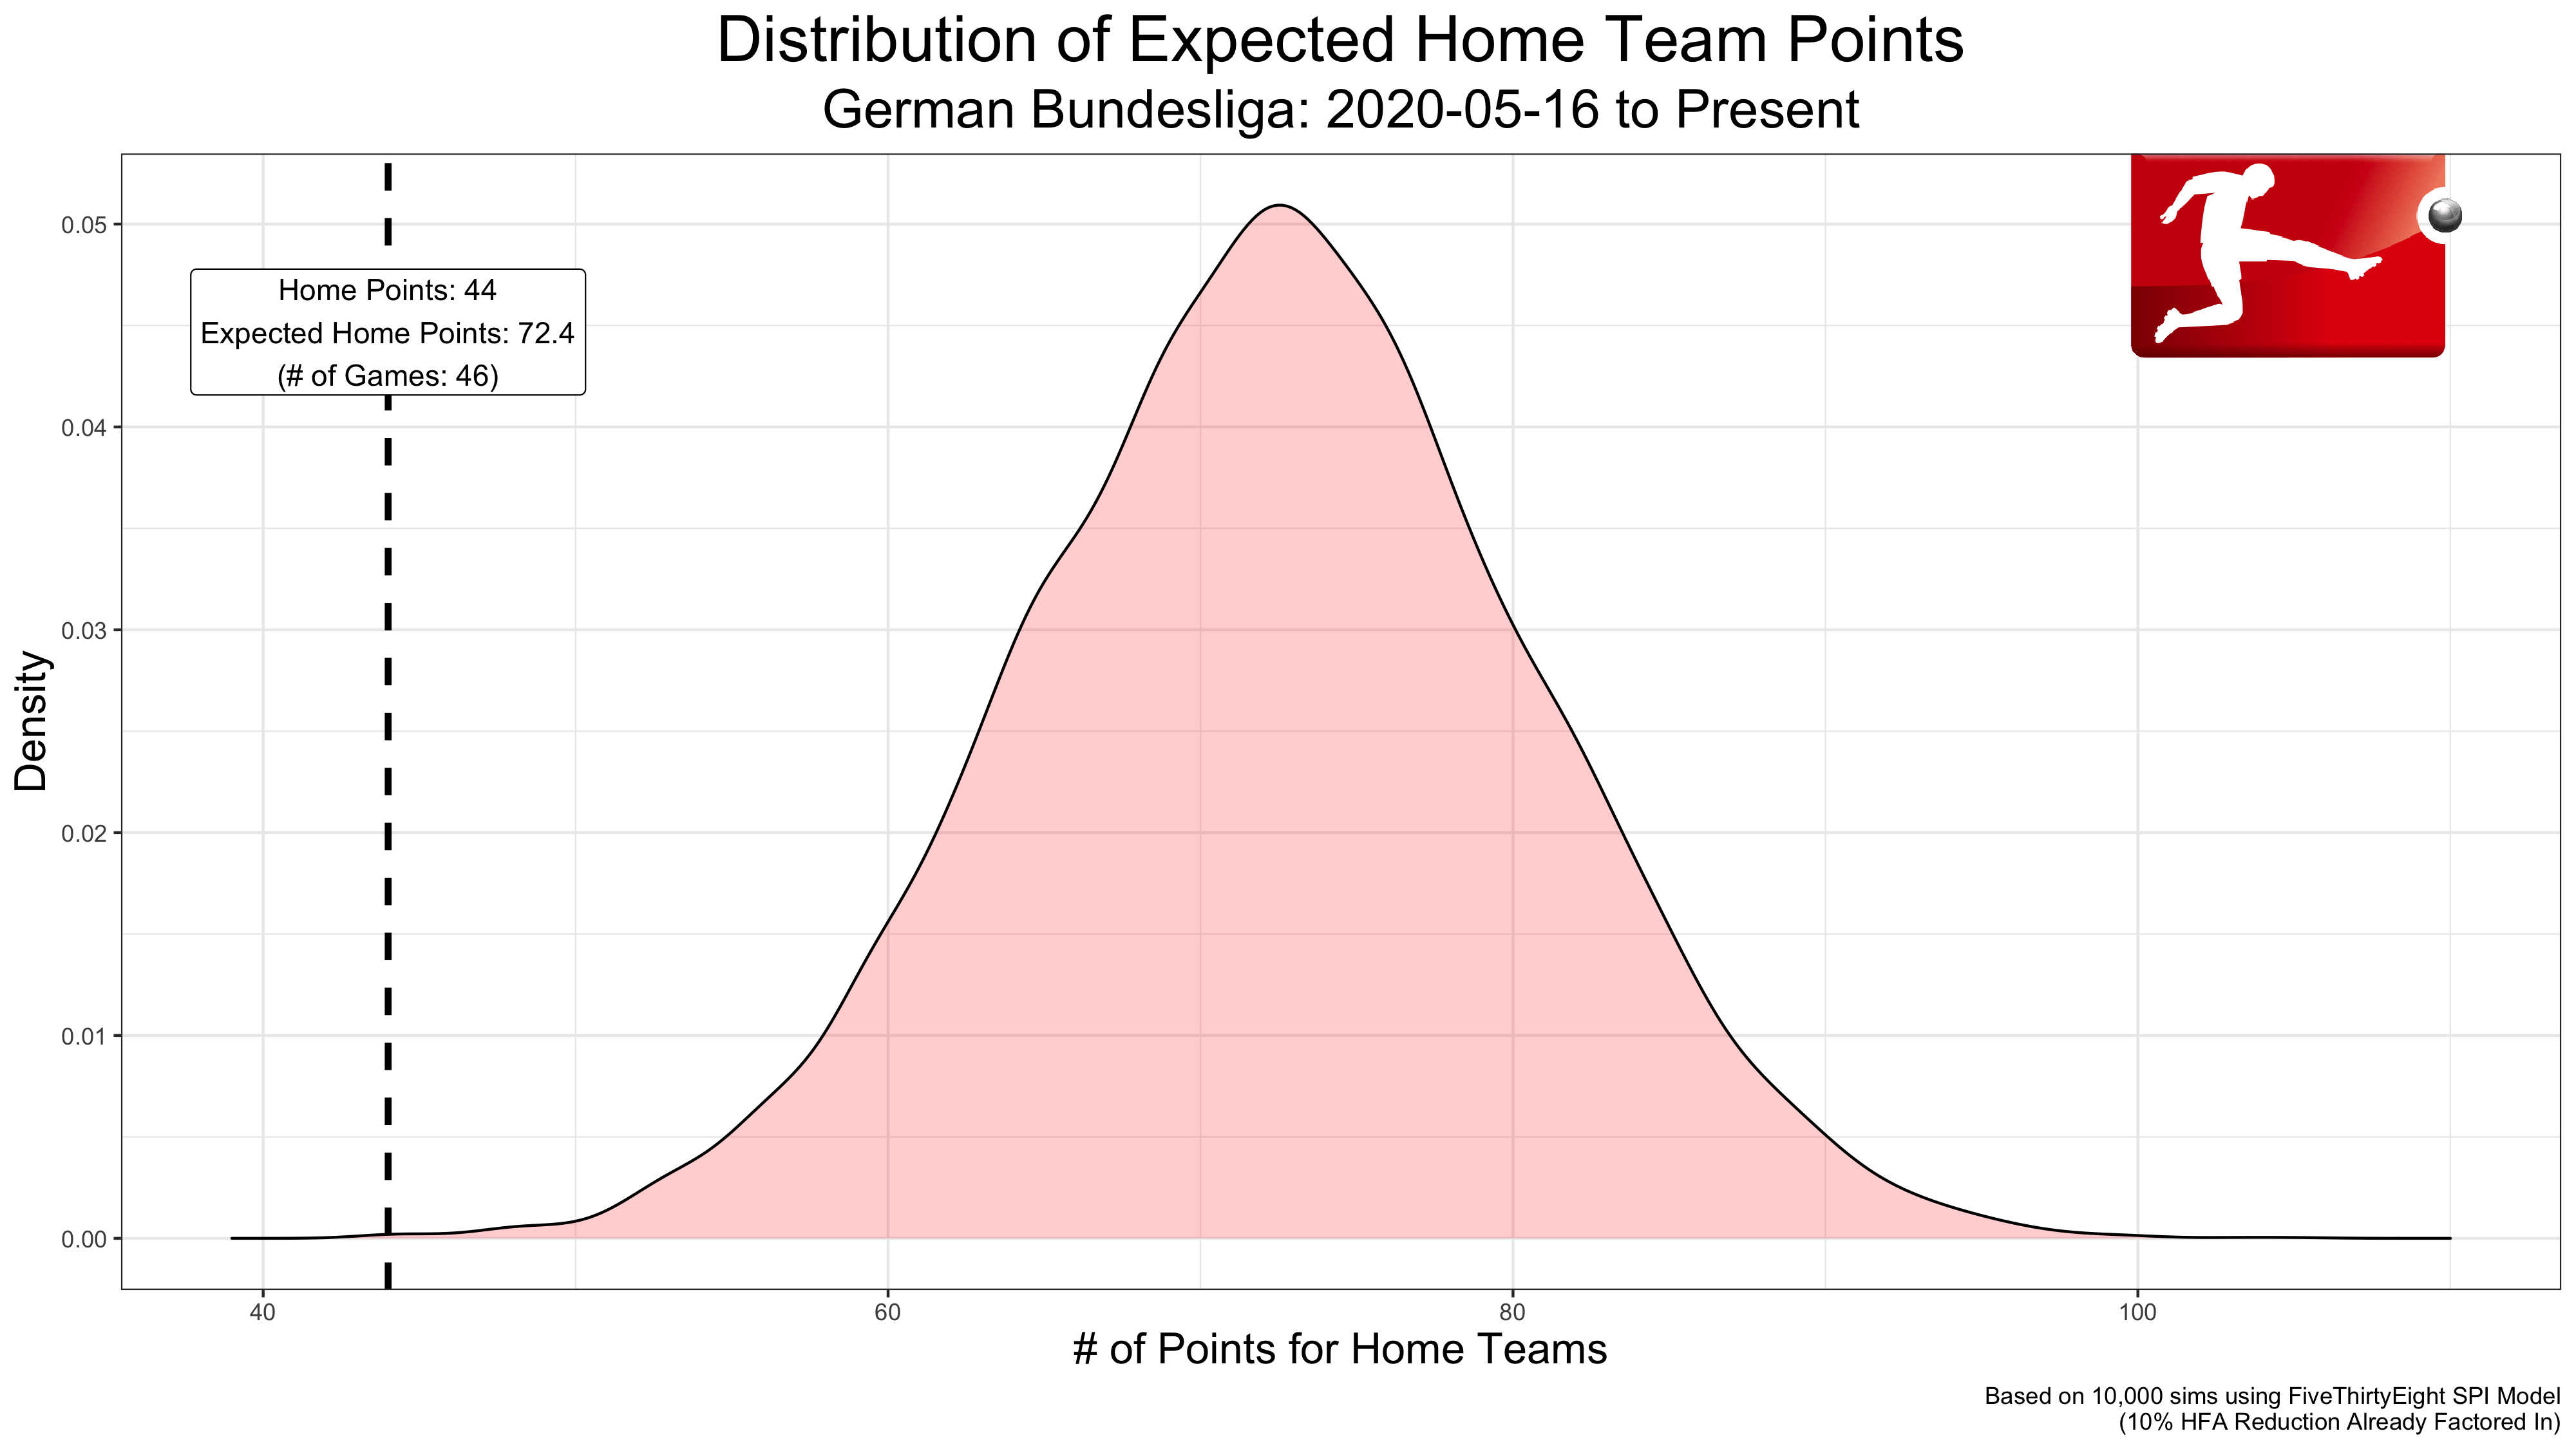 Distribution of Expected Home Team Points
German Bundesliga: 2020-05-16 to Present
Home Points: 44
Expected Home Points: 72.4
(# of Games: 46)
Density
0.05
0.04
0.03
0.02
0.01
0.00
40
60
80
100
# of Points for Home Teams
Based on 10,000 sims using FiveThirtyEight SPI Model
(10% HFA Reduction Already Factored In)